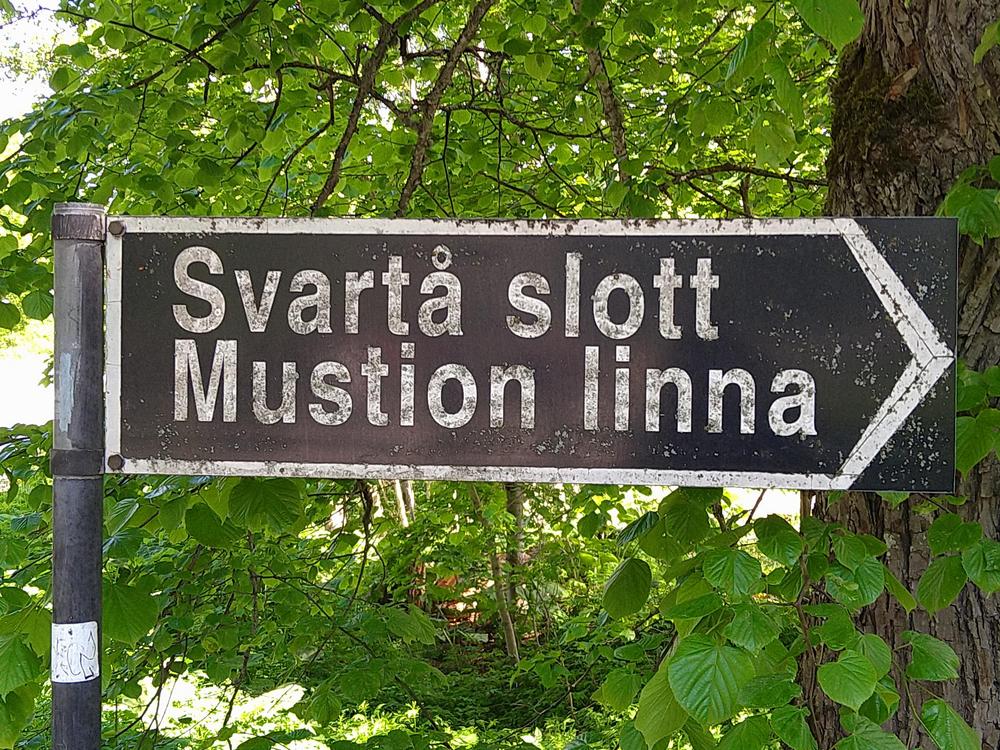 Svartå slott
Mustion linna